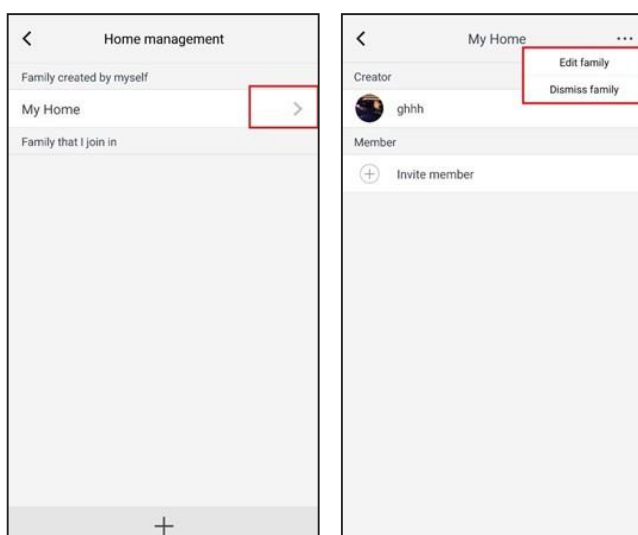 Home management
Family created by myself
My Home
Family that I join in
My Home
Edit family
Dismiss family
Creator
ghhh
Member
Invite member